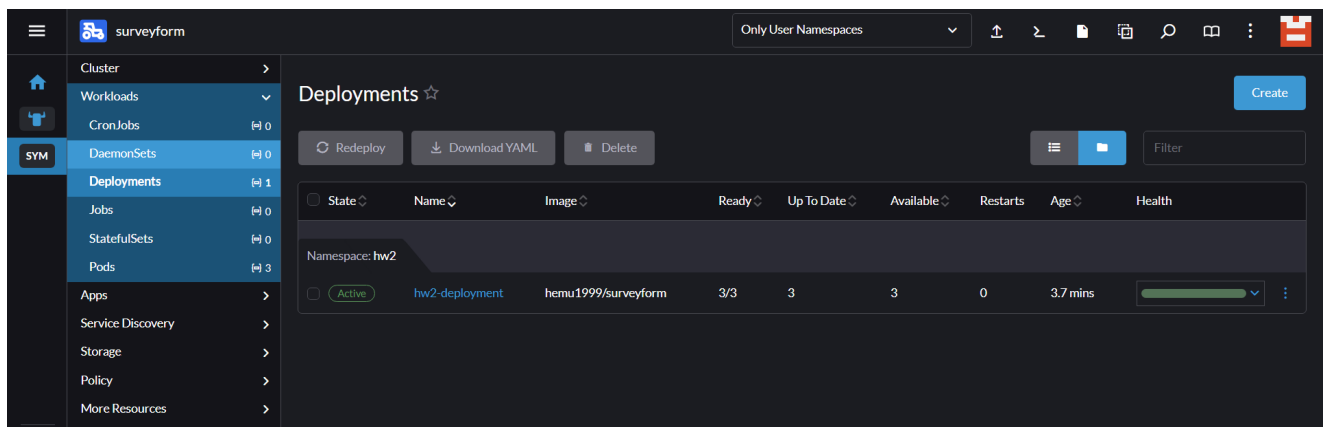 surveyform
Only User Namespaces
SYM
Cluster
Workloads
CronJobs 0
DaemonSets 0
Deployments 1
Jobs 0
StatefulSets 0
Pods 3
Apps
Service Discovery
Storage
Policy
More Resources
Deployments
Create
Redeploy Download YAML Delete
Filter
State Name Image Ready Up To Date Available Restarts Age Health
Namespace: hw2
Active hw2-deployment hemu1999/surveyform 3/3 3 3 0 3.7 mins